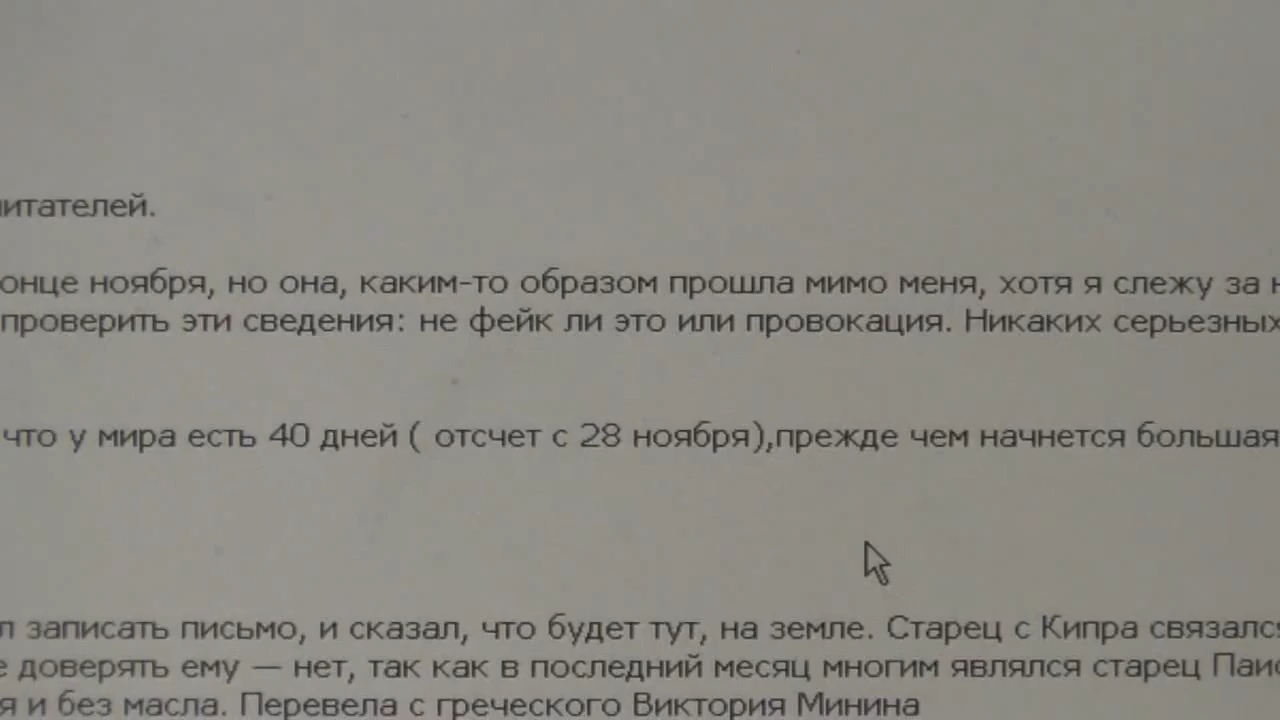 итателей.
онце ноября, но она, каким-то образом прошла мимо меня, хотя я слежу за н
проверить эти сведения: не фейк ли это или провокация. Никаких серьезных
что у мира есть 40 дней ( отсчет с 28 ноября),прежде чем начнется большая
л записать письмо, и сказал, что будет тут, на земле. Старец с Кипра связалс
е доверять ему — нет, так как в последний месяц многим являлся старец Паис
я и без масла. Перевела с греческого Виктория Минина